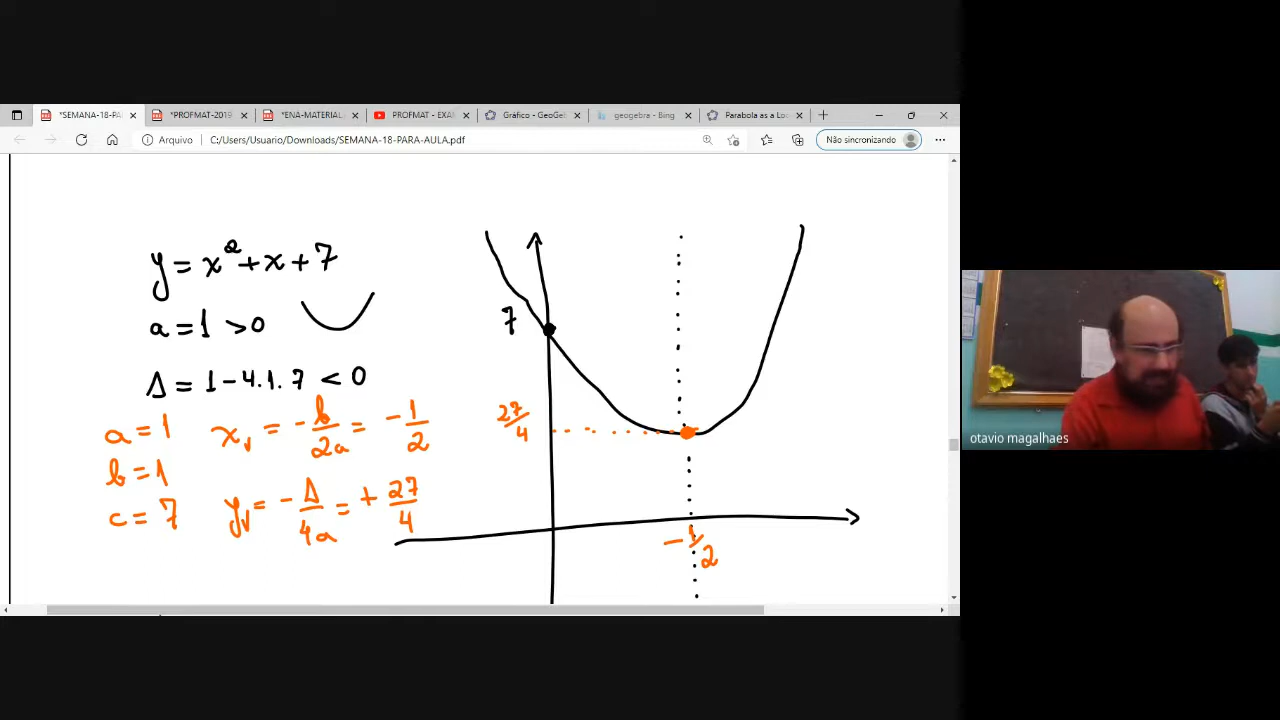 *SEMANA-18-PA
*PROFMAT-2019
*ENA-MATERIAL
PROFMAT - EXA
Gráfico - GeoGe
geogebra - Bing
Parabola as a Lo
Arquivo
C:/Users/Usuario/Downloads/SEMANA-18-PARA-AULA.pdf
Não sincronizando
y = x² + x + 7
a = 1 > 0
Δ = 1 - 4.1.7 < 0
a = 1
b = 1
c = 7
xᵥ = -b/2a = -1/2
yᵥ = -Δ/4a = +27/4
7
27/4
-1/2
otavio magalhaes